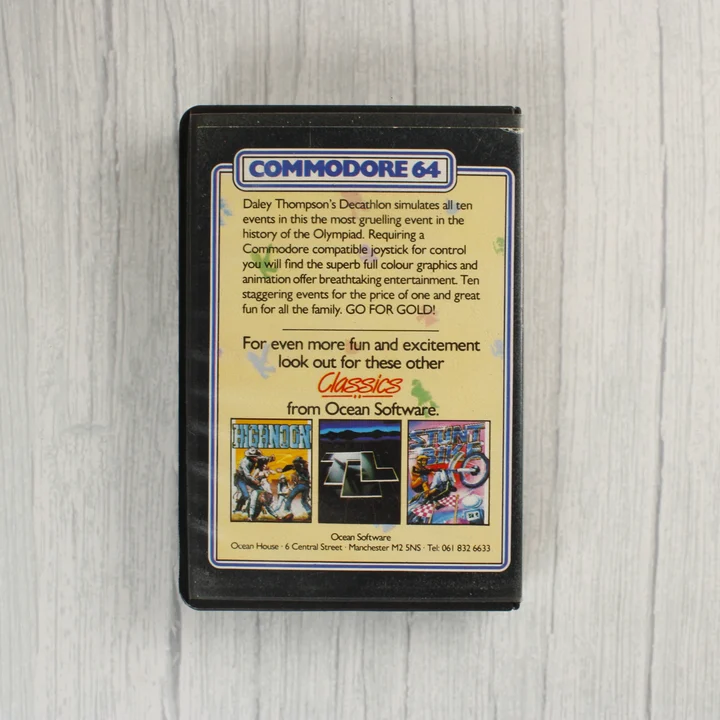 COMMODORE 64
Daley Thompson's Decathlon simulates all ten
events in this the most gruelling event in the
history of the Olympiad. Requiring a
Commodore compatible joystick for control
you will find the superb full colour graphics and
animation offer breathtaking entertainment. Ten
staggering events for the price of one and great
fun for all the family. GO FOR GOLD!
For even more fun and excitement
look out for these other
Classics
from Ocean Software.
HIGH NOON
STUNT
BIKE
Ocean Software
Ocean House · 6 Central Street · Manchester M2 5NS · Tel: 061 832 6633